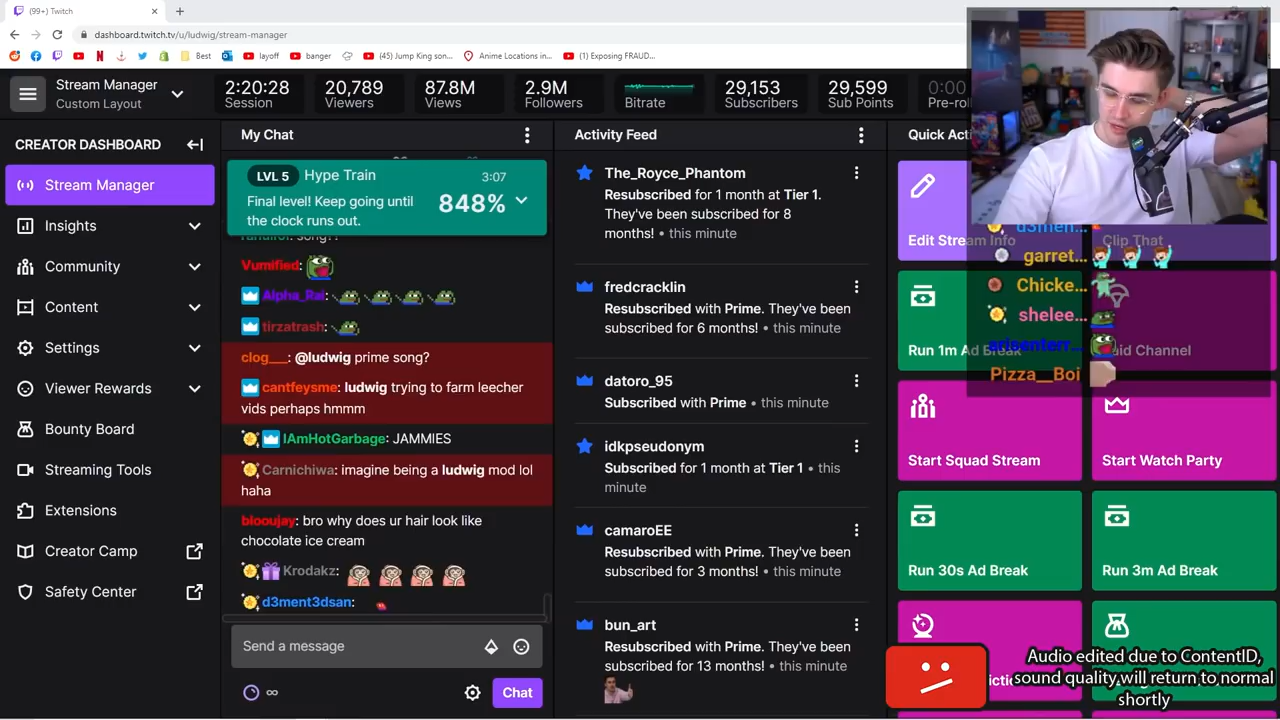 (99+) Twitch
dashboard.twitch.tv/u/ludwig/stream-manager
Best
layoff
banger
(45) Jump King son...
Anime Locations in...
(1) Exposing FRAUD...
Stream Manager
Custom Layout
2:20:28
Session
20,789
Viewers
87.8M
Views
2.9M
Followers
Bitrate
29,153
Subscribers
29,599
Sub Points
0:00
Pre-roll
CREATOR DASHBOARD
Stream Manager
Insights
Community
Content
Settings
Viewer Rewards
Bounty Board
Streaming Tools
Extensions
Creator Camp
Safety Center
My Chat
LVL 5 Hype Train 3:07
Final level! Keep going until
the clock runs out.
848%
Vumified:
Alpha_Rai:
tirzatrash:
clog___: @ludwig prime song?
cantfeysme: ludwig trying to farm leecher
vids perhaps hmmm
IAmHotGarbage: JAMMIES
Carnichiwa: imagine being a ludwig mod lol
haha
blooujay: bro why does ur hair look like
chocolate ice cream
Krodakz:
d3ment3dsan:
Send a message
Chat
Activity Feed
The_Royce_Phantom
Resubscribed for 1 month at Tier 1.
They've been subscribed for 8
months! • this minute
fredcracklin
Resubscribed with Prime. They've been
subscribed for 6 months! • this minute
datoro_95
Subscribed with Prime • this minute
idkpseudonym
Subscribed for 1 month at Tier 1 • this
minute
camaroEE
Resubscribed with Prime. They've been
subscribed for 3 months! • this minute
bun_art
Resubscribed with Prime. They've been
subscribed for 13 months! • this minute
Quick Acti
Edit Stream Info
Clip That
Run 1m Ad Break
Start Squad Stream
Start Watch Party
Run 30s Ad Break
Run 3m Ad Break
d3men...
garret...
Chicke...
shelee...
arisenterr...
Pizza__Boi
Audio edited due to ContentID,
sound quality will return to normal
shortly